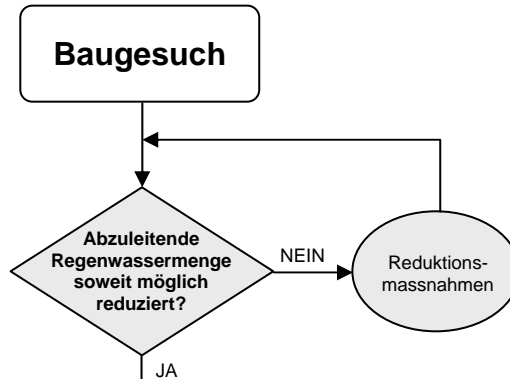 Baugesuch
Abzuleitende
Regenwassermenge
soweit möglich
reduziert?
NEIN
Reduktions-
massnahmen
JA